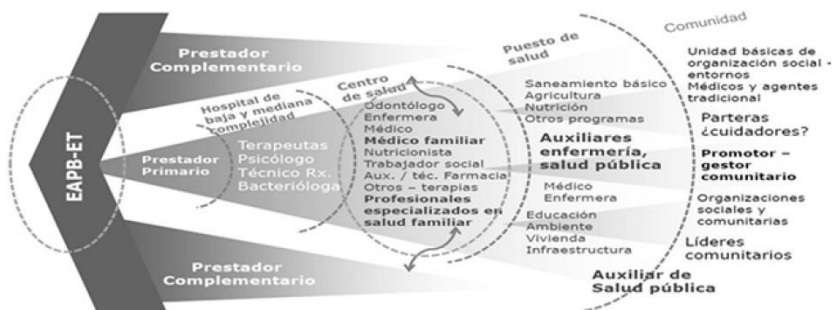 EAPB-ET
Prestador
Complementario
Prestador
Primario
Prestador
Complementario
Hospital de
baja y mediana
complejidad
Terapeutas
Psicólogo
Técnico Rx.
Bacterióloga
Centro
de salud
Odontólogo
Enfermera
Médico
Médico familiar
Nutricionista
Trabajador social
Aux. / téc. Farmacia
Otros – terapias
Profesionales
especializados en
salud familiar
Puesto de
salud
Saneamiento básico
Agricultura
Nutrición
Otros programas
Auxiliares
enfermería,
salud pública
Médico
Enfermera
Educación
Ambiente
Vivienda
Infraestructura
Auxiliar de
Salud pública
Comunidad
Unidad básicas de
organización social –
entornos
Médicos y agentes
tradicional
Parteras
¿cuidadores?
Promotor –
gestor
comunitario
Organizaciones
sociales y
comunitarias
Líderes
comunitarios